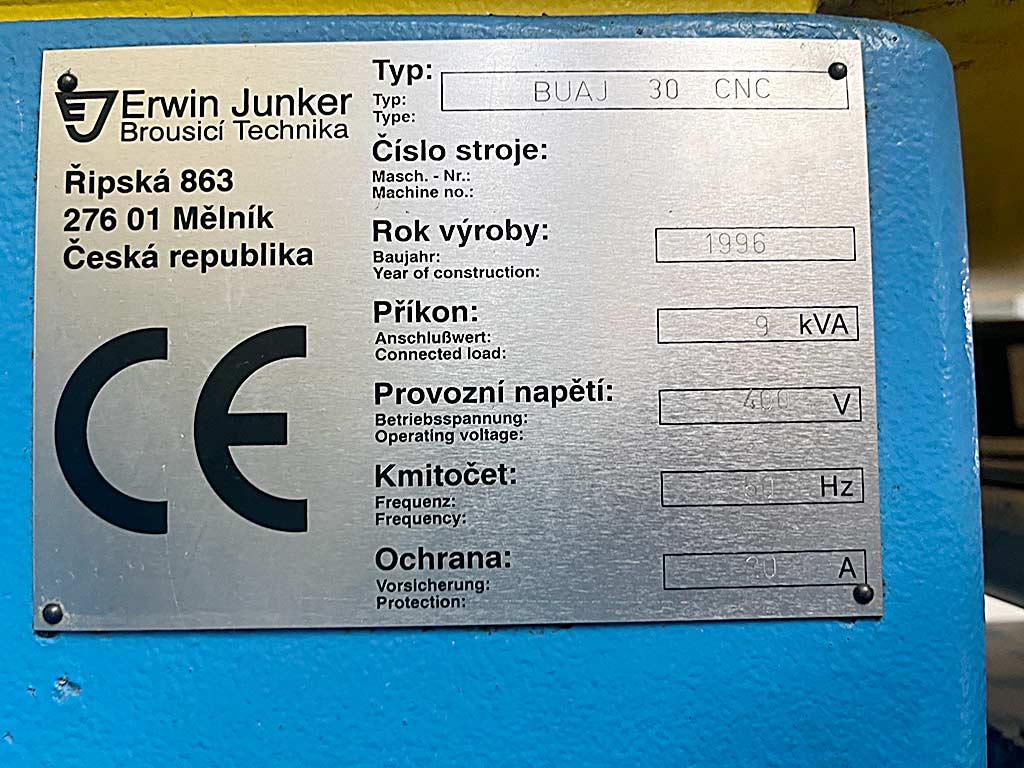 Erwin Junker
Brousicí Technika
Řipská 863
276 01 Mělník
Česká republika
CE
Typ: BUAJ 30 CNC
Typ:
Type:
Číslo stroje:
Masch. - Nr.:
Machine no.:
Rok výroby: 1996
Baujahr:
Year of construction:
Příkon: 9 kVA
Anschlußwert:
Connected load:
Provozní napětí: 400 V
Betriebsspannung:
Operating voltage:
Kmitočet: Hz
Frequenz:
Frequency:
Ochrana: A
Vorsicherung:
Protection: